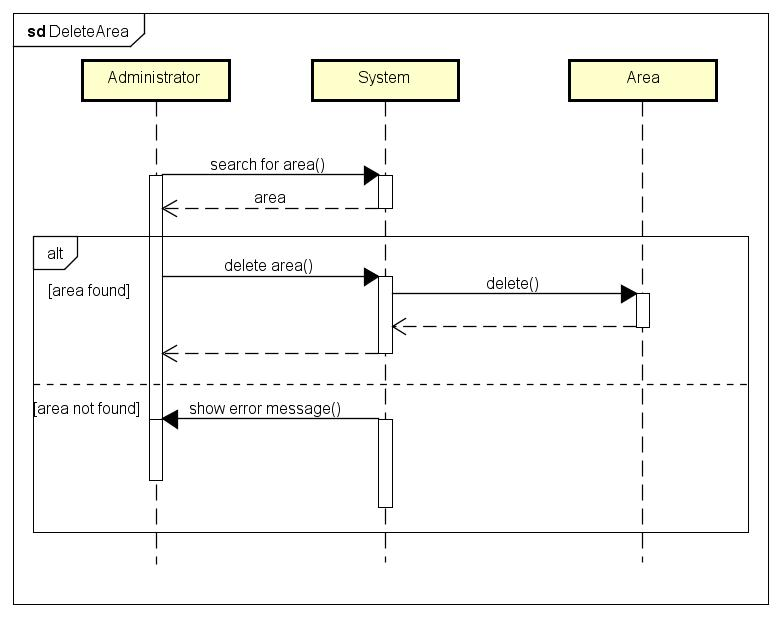 sd DeleteArea
Administrator
System
Area
search for area()
area
alt
delete area()
[area found]
delete()
[area not found]
show error message()